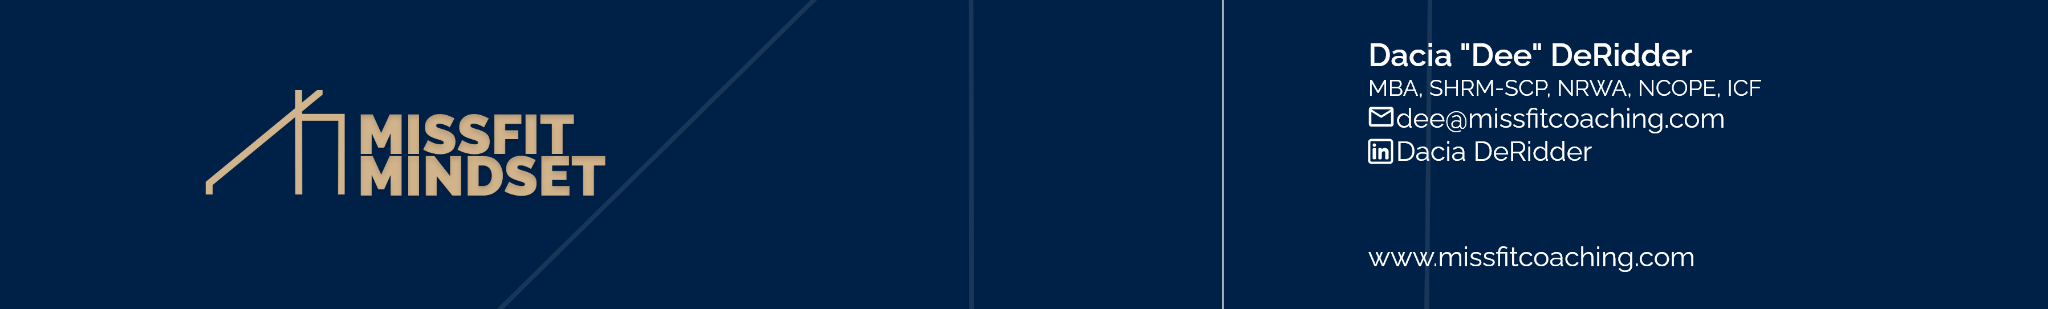 MISSFIT
MINDSET
Dacia "Dee" DeRidder
MBA, SHRM-SCP, NRWA, NCOPE, ICF
dee@missfitcoaching.com
in Dacia DeRidder
www.missfitcoaching.com